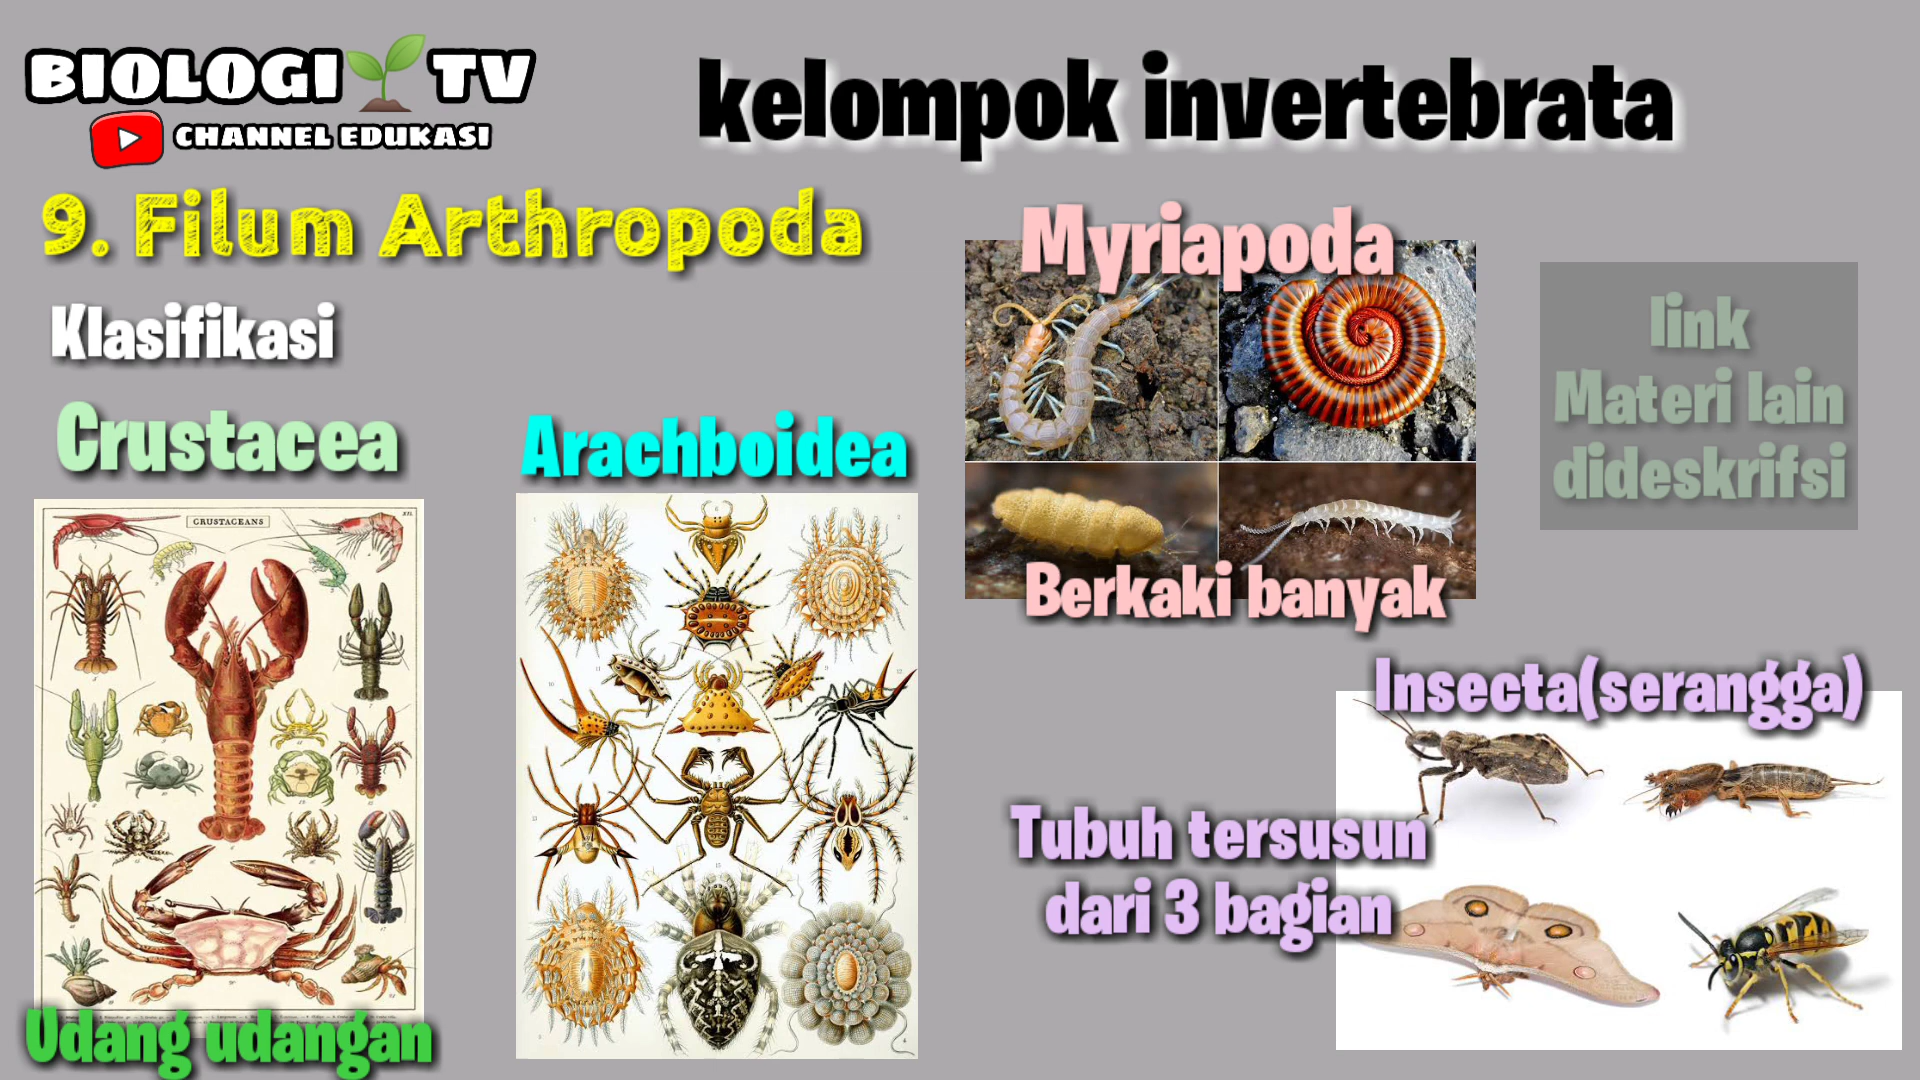 BIOLOGI TV
CHANNEL EDUKASI
kelompok invertebrata
9. Filum Arthropoda
Klasifikasi
Crustacea
CRUSTACEANS
Udang udangan
Arachboidea
Myriapoda
Berkaki banyak
link
Materi lain
dideskrifsi
Insecta(serangga)
Tubuh tersusun
dari 3 bagian